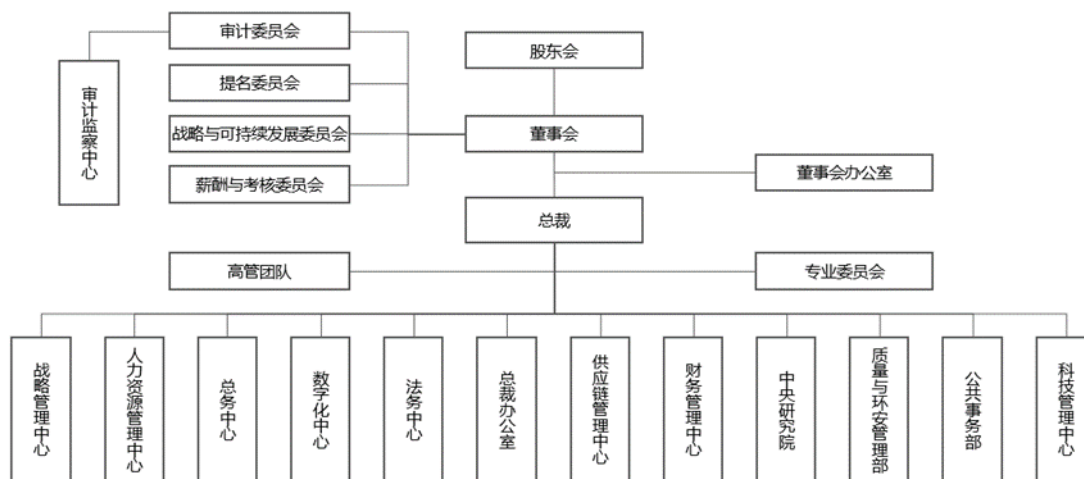 审计委员会
股东会
审计监察中心
提名委员会
战略与可持续发展委员会
董事会
董事会办公室
薪酬与考核委员会
总裁
高管团队
专业委员会
战略管理中心
人力资源管理中心
总务中心
数字化中心
法务中心
总裁办公室
供应链管理中心
财务管理中心
中央研究院
质量与环安管理部
公共事务部
科技管理中心